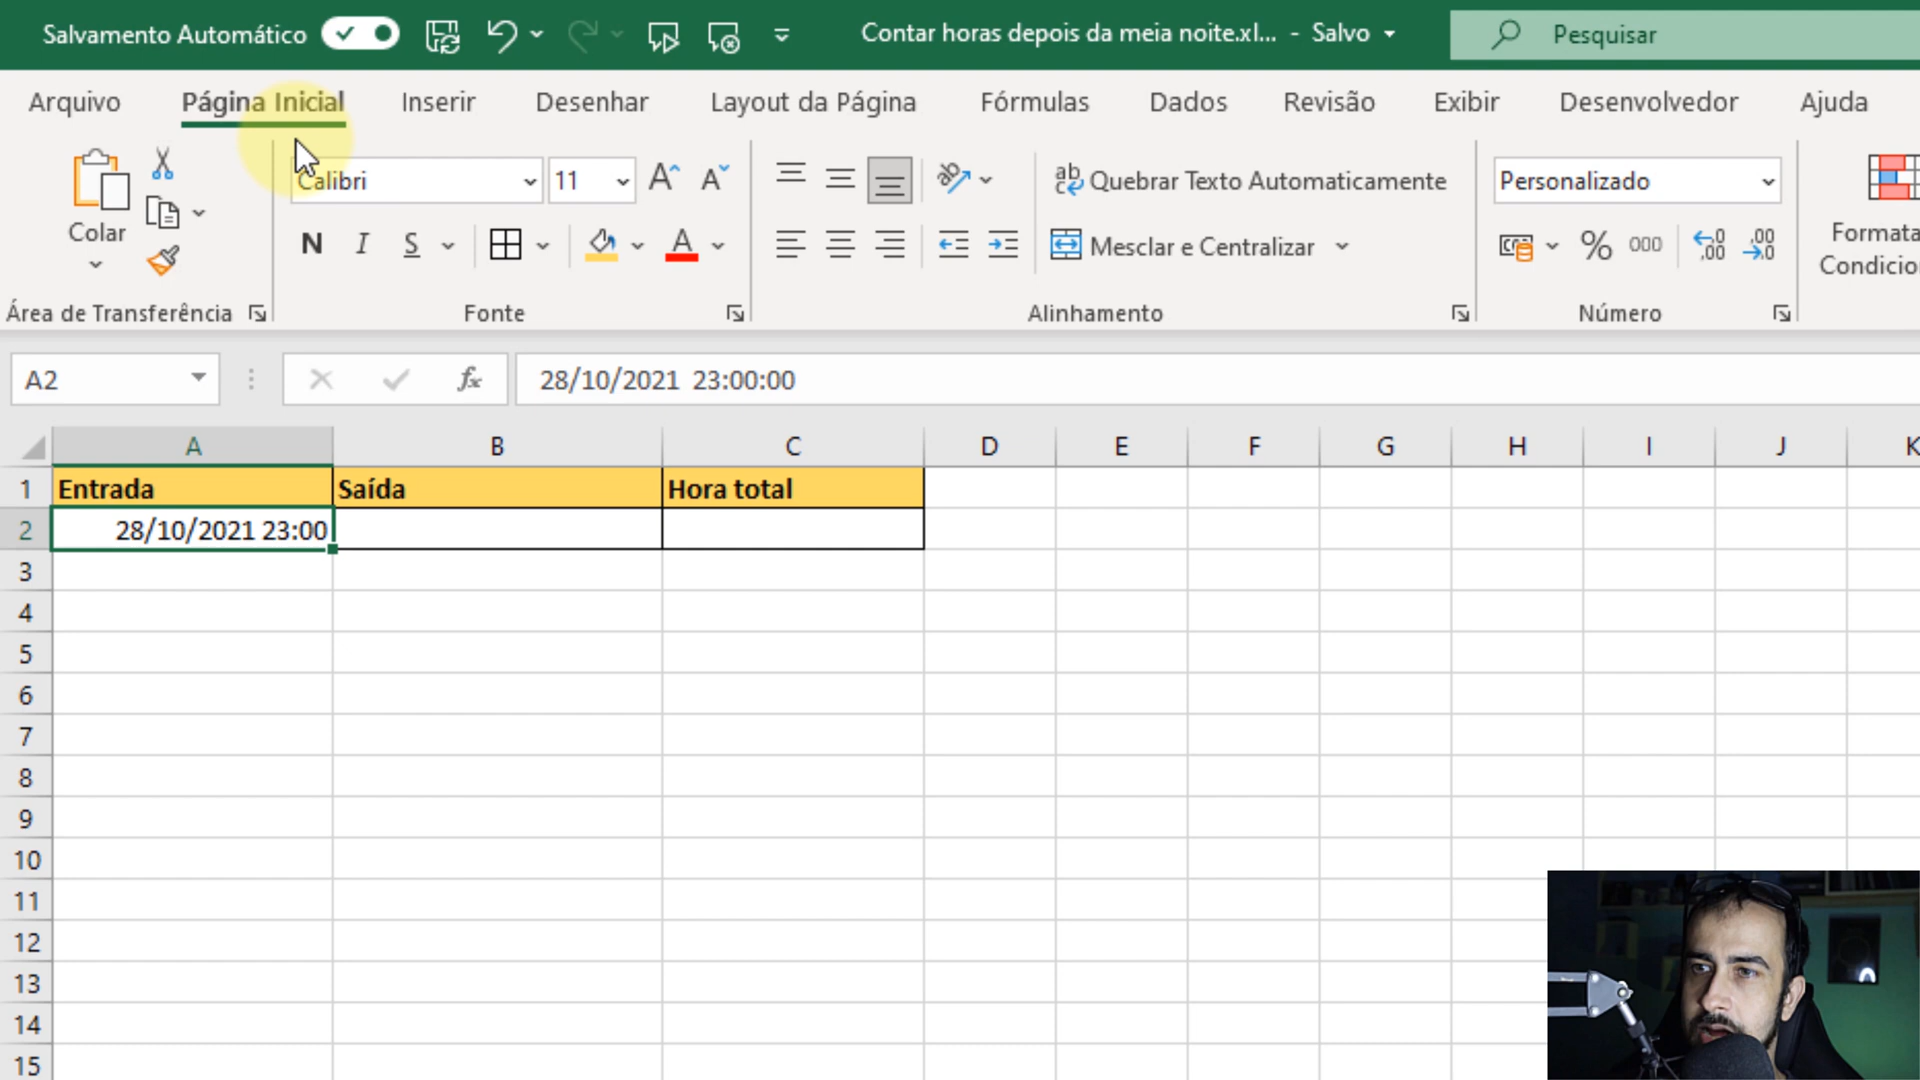 Salvamento Automático
Contar horas depois da meia noite.xl... - Salvo
Pesquisar
Arquivo Página Inicial Inserir Desenhar Layout da Página Fórmulas Dados Revisão Exibir Desenvolvedor Ajuda
Colar
Calibri 11
N I S
Quebrar Texto Automaticamente
Mesclar e Centralizar
Personalizado
% 000
Formata
Condicio
Área de Transferência Fonte Alinhamento Número
A2 fx 28/10/2021 23:00:00
A B C D E F G H I J K
1 Entrada Saída Hora total
2 28/10/2021 23:00
3
4
5
6
7
8
9
10
11
12
13
14
15